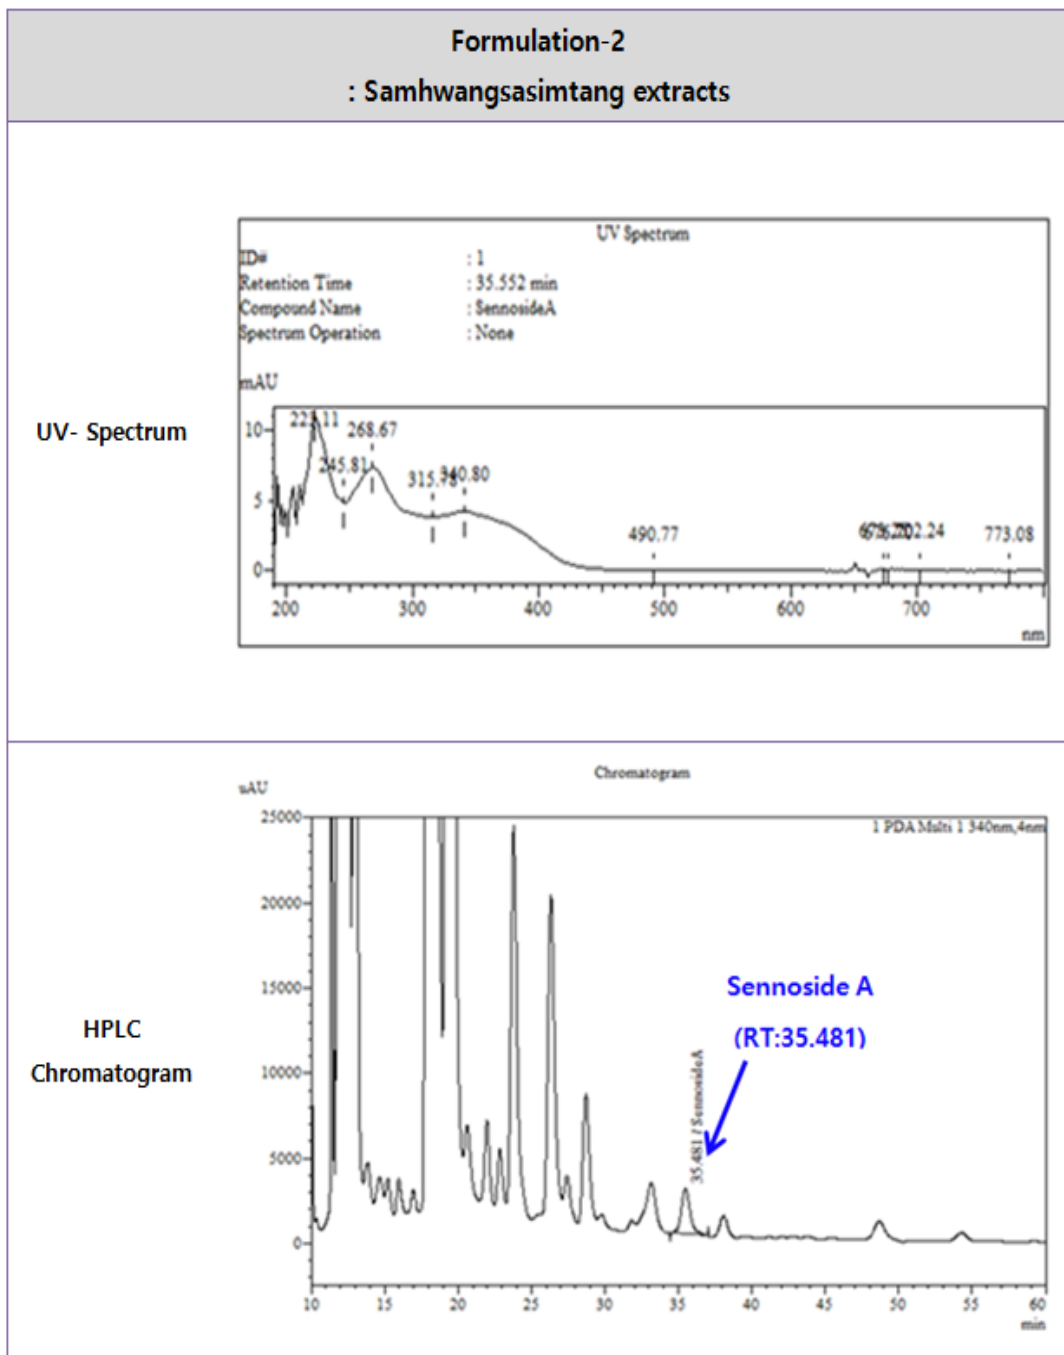 Formulation-2
: Samhwangsasimtang extracts
UV- Spectrum
UV Spectrum
ID# : 1
Retention Time : 35.552 min
Compound Name : SennosideA
Spectrum Operation : None
mAU
10
5
0
245.81
268.67
340.80
490.77
702.24
773.08
200 300 400 500 600 700
nm
HPLC
Chromatogram
Chromatogram
uAU
1 PDA Multi 1 340nm,4nm
25000
20000
15000
10000
5000
0
Sennoside A
(RT:35.481)
35.481 / SennosideA
10 15 20 25 30 35 40 45 50 55 60
min